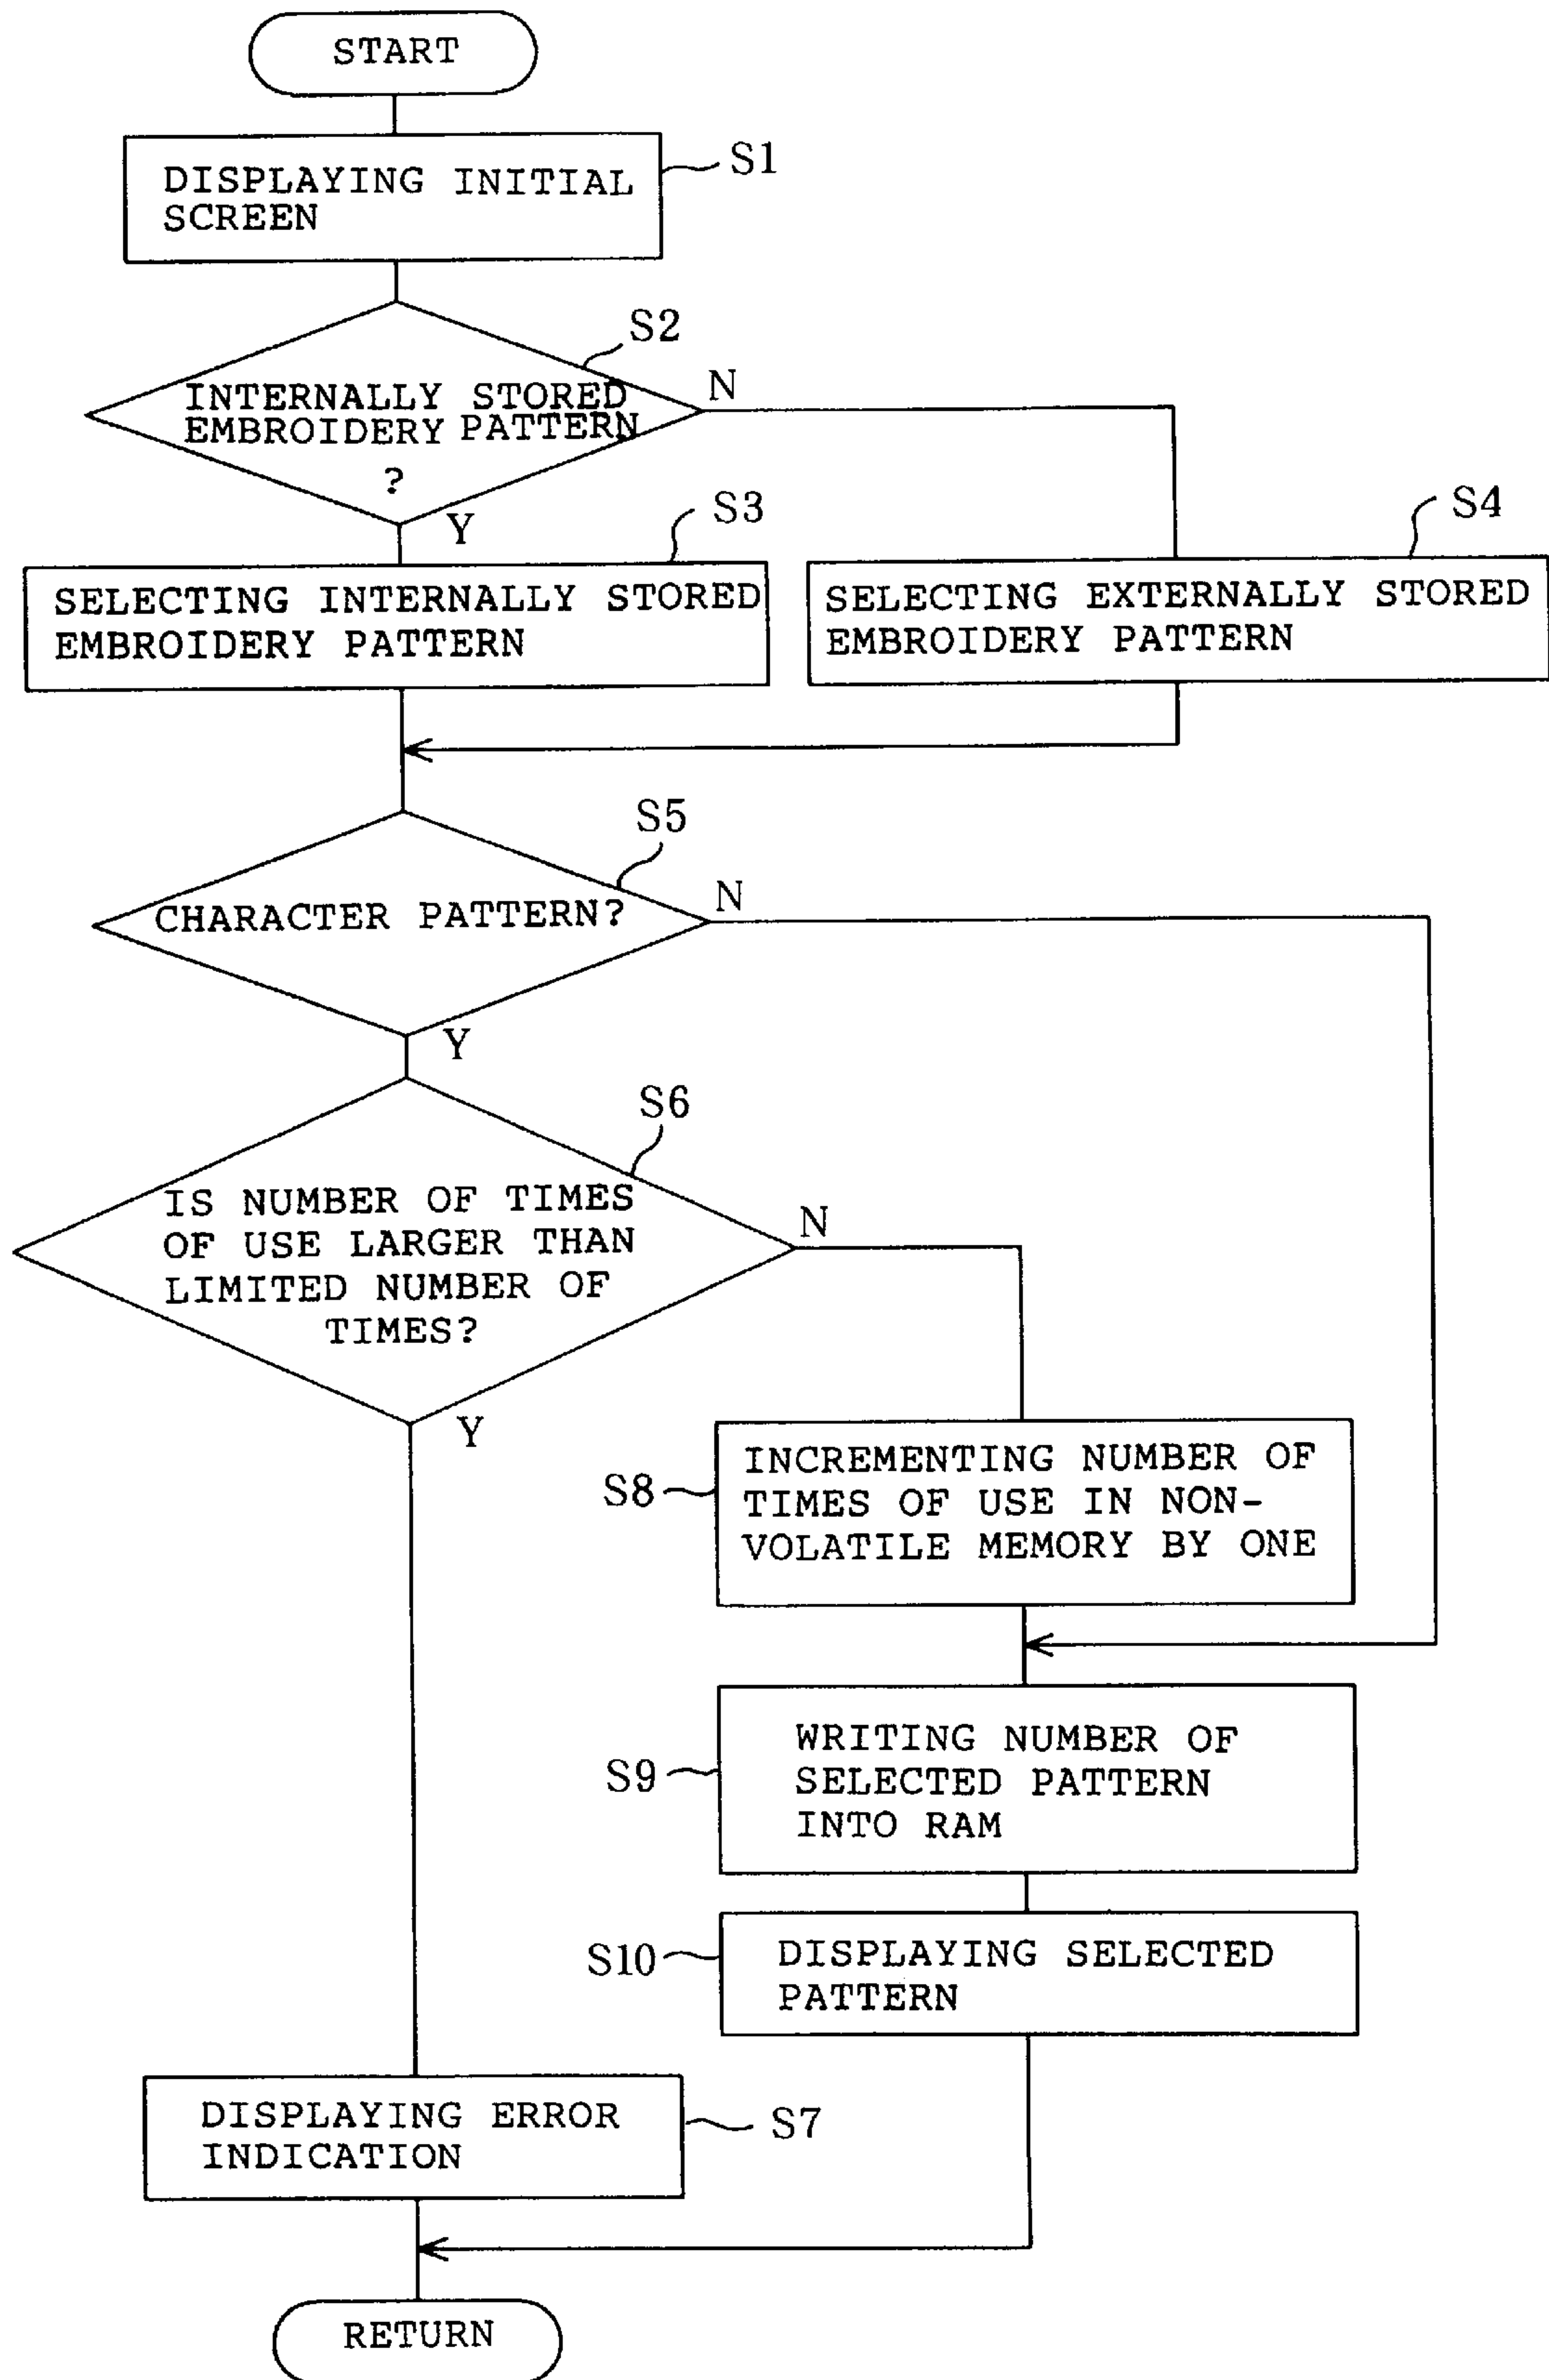 START
DISPLAYING INITIAL
SCREEN
S1
S2
INTERNALLY STORED
EMBROIDERY PATTERN
?
N
Y
S3
SELECTING INTERNALLY STORED
EMBROIDERY PATTERN
S4
SELECTING EXTERNALLY STORED
EMBROIDERY PATTERN
S5
CHARACTER PATTERN?
N
Y
S6
IS NUMBER OF TIMES
OF USE LARGER THAN
LIMITED NUMBER OF
TIMES?
N
Y
S8
INCREMENTING NUMBER OF
TIMES OF USE IN NON-
VOLATILE MEMORY BY ONE
S9
WRITING NUMBER OF
SELECTED PATTERN
INTO RAM
S10
DISPLAYING SELECTED
PATTERN
DISPLAYING ERROR
INDICATION
S7
RETURN